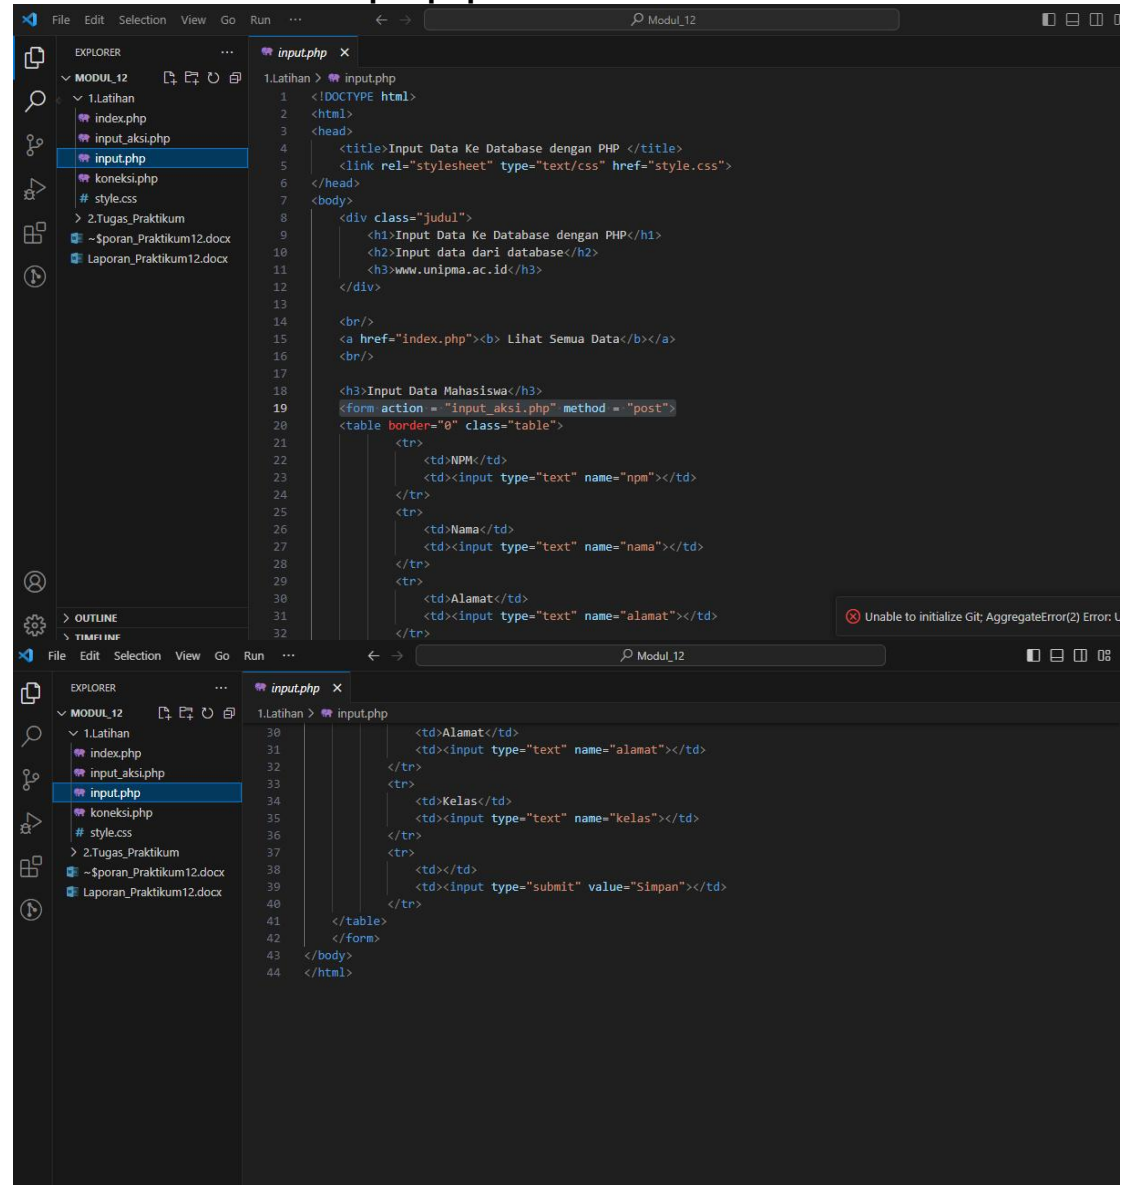 File Edit Selection View Go Run ··· ← → Modul_12
EXPLORER ···
MODUL_12
1.Latihan
index.php
input_aksi.php
input.php
koneksi.php
# style.css
2.Tugas_Praktikum
~$poran_Praktikum12.docx
Laporan_Praktikum12.docx
OUTLINE
TIMELINE
input.php ×
1.Latihan > input.php
1 <!DOCTYPE html>
2 <html>
3 <head>
4 <title>Input Data Ke Database dengan PHP </title>
5 <link rel="stylesheet" type="text/css" href="style.css">
6 </head>
7 <body>
8 <div class="judul">
9 <h1>Input Data Ke Database dengan PHP</h1>
10 <h2>Input data dari database</h2>
11 <h3>www.unipma.ac.id</h3>
12 </div>
13
14 <br/>
15 <a href="index.php"><b> Lihat Semua Data</b></a>
16 <br/>
17
18 <h3>Input Data Mahasiswa</h3>
19 <form action = "input_aksi.php" method = "post">
20 <table border="0" class="table">
21 <tr>
22 <td>NPM</td>
23 <td><input type="text" name="npm"></td>
24 </tr>
25 <tr>
26 <td>Nama</td>
27 <td><input type="text" name="nama"></td>
28 </tr>
29 <tr>
30 <td>Alamat</td>
31 <td><input type="text" name="alamat"></td>
32 </tr>
Unable to initialize Git; AggregateError(2) Error: U
File Edit Selection View Go Run ··· ← → Modul_12
EXPLORER ···
MODUL_12
1.Latihan
index.php
input_aksi.php
input.php
koneksi.php
# style.css
2.Tugas_Praktikum
~$poran_Praktikum12.docx
Laporan_Praktikum12.docx
input.php ×
1.Latihan > input.php
30 <td>Alamat</td>
31 <td><input type="text" name="alamat"></td>
32 </tr>
33 <tr>
34 <td>Kelas</td>
35 <td><input type="text" name="kelas"></td>
36 </tr>
37 <tr>
38 <td></td>
39 <td><input type="submit" value="Simpan"></td>
40 </tr>
41 </table>
42 </form>
43 </body>
44 </html>